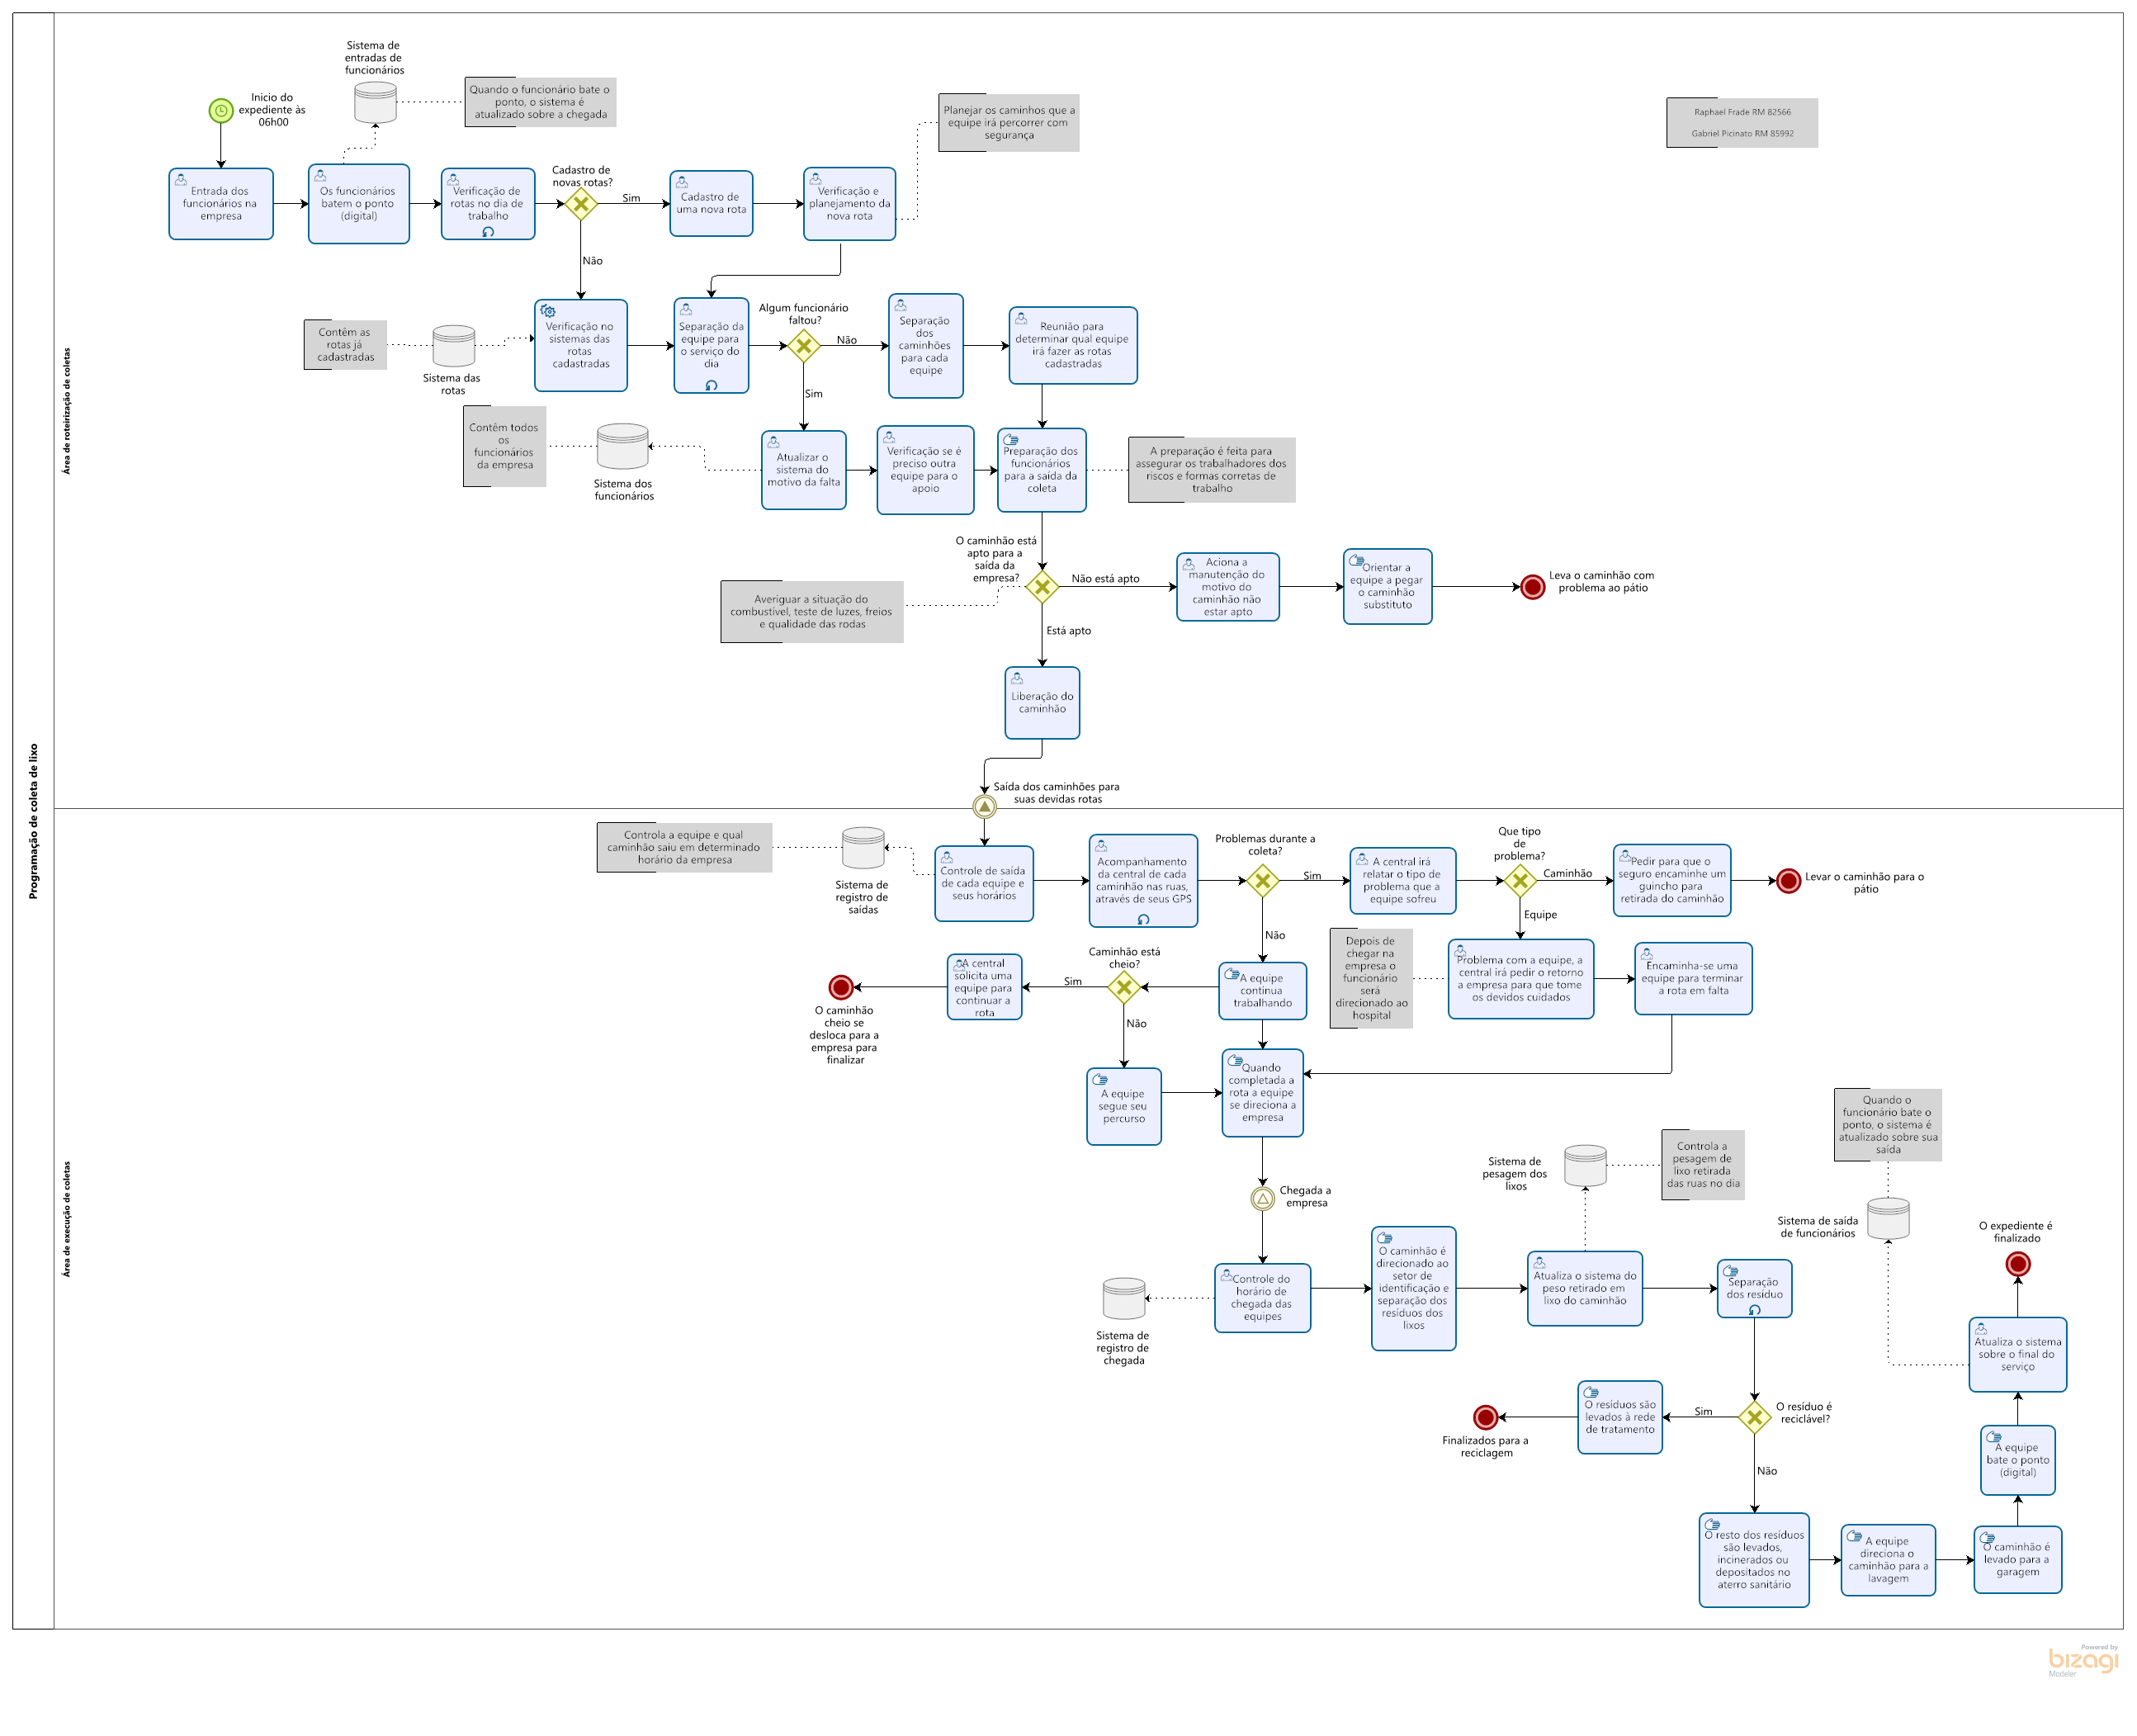 Programação de coleta de lixo
Área de roteirização de coletas
Inicio do
expediente às
06h00
Sistema de
entradas de
funcionários
Quando o funcionário bate o
ponto, o sistema é
atualizado sobre a chegada
Planejar os caminhos que a
equipe irá percorrer com
segurança
Raphael Frade RM 82566
Gabriel Picinato RM 85992
Entrada dos
funcionários na
empresa
Os funcionários
batem o ponto
(digital)
Verificação de
rotas no dia de
trabalho
Cadastro de
novas rotas?
Sim
Cadastro de
uma nova rota
Verificação e
planejamento da
nova rota
Não
Contêm as
rotas já
cadastradas
Sistema das
rotas
Verificação no
sistemas das
rotas
cadastradas
Separação da
equipe para
o serviço do
dia
Algum funcionário
faltou?
Não
Separação
dos
caminhões
para cada
equipe
Reunião para
determinar qual equipe
irá fazer as rotas
cadastradas
Sim
Contêm todos
os
funcionários
da empresa
Sistema dos
funcionários
Atualizar o
sistema do
motivo da falta
Verificação se é
preciso outra
equipe para o
apoio
Preparação dos
funcionários
para a saída da
coleta
A preparação é feita para
assegurar os trabalhadores dos
riscos e formas corretas de
trabalho
O caminhão está
apto para a
saída da
empresa?
Não está apto
Aciona a
manutenção do
motivo do
caminhão não
estar apto
Orientar a
equipe a pegar
o caminhão
substituto
Leva o caminhão com
problema ao pátio
Averiguar a situação do
combustível, teste de luzes, freios
e qualidade das rodas
Está apto
Liberação do
caminhão
Saída dos caminhões para
suas devidas rotas
Área de execução de coletas
Controla a equipe e qual
caminhão saiu em determinado
horário da empresa
Sistema de
registro de
saídas
Controle de saída
de cada equipe e
seus horários
Acompanhamento
da central de cada
caminhão nas ruas,
através de seus GPS
Problemas durante a
coleta?
Sim
A central irá
relatar o tipo de
problema que a
equipe sofreu
Que tipo
de
problema?
Caminhão
Pedir para que o
seguro encaminhe um
guincho para
retirada do caminhão
Levar o caminhão para o
pátio
Equipe
Não
Depois de
chegar na
empresa o
funcionário
será
direcionado ao
hospital
Problema com a equipe, a
central irá pedir o retorno
a empresa para que tome
os devidos cuidados
Encaminha-se uma
equipe para terminar
a rota em falta
A equipe
continua
trabalhando
Caminhão está
cheio?
Sim
A central
solicita uma
equipe para
continuar a
rota
O caminhão
cheio se
desloca para a
empresa para
finalizar
Não
A equipe
segue seu
percurso
Quando
completada a
rota a equipe
se direciona a
empresa
Chegada a
empresa
Controle do
horário de
chegada das
equipes
Sistema de
registro de
chegada
O caminhão é
direcionado ao
setor de
identificação e
separação dos
resíduos dos
lixos
Sistema de
pesagem dos
lixos
Controla a
pesagem de
lixo retirada
das ruas no dia
Atualiza o sistema do
peso retirado em
lixo do caminhão
Separação
dos resíduo
Quando o
funcionário bate o
ponto, o sistema é
atualizado sobre sua
saída
Sistema de saída
de funcionários
O expediente é
finalizado
Atualiza o sistema
sobre o final do
serviço
O resíduo é
reciclável?
Sim
O resíduos são
levados à rede
de tratamento
Finalizados para a
reciclagem
Não
A equipe
bate o ponto
(digital)
O resto dos resíduos
são levados,
incinerados ou
depositados no
aterro sanitário
A equipe
direciona o
caminhão para a
lavagem
O caminhão é
levado para a
garagem
Powered by
bizagi
Modeler